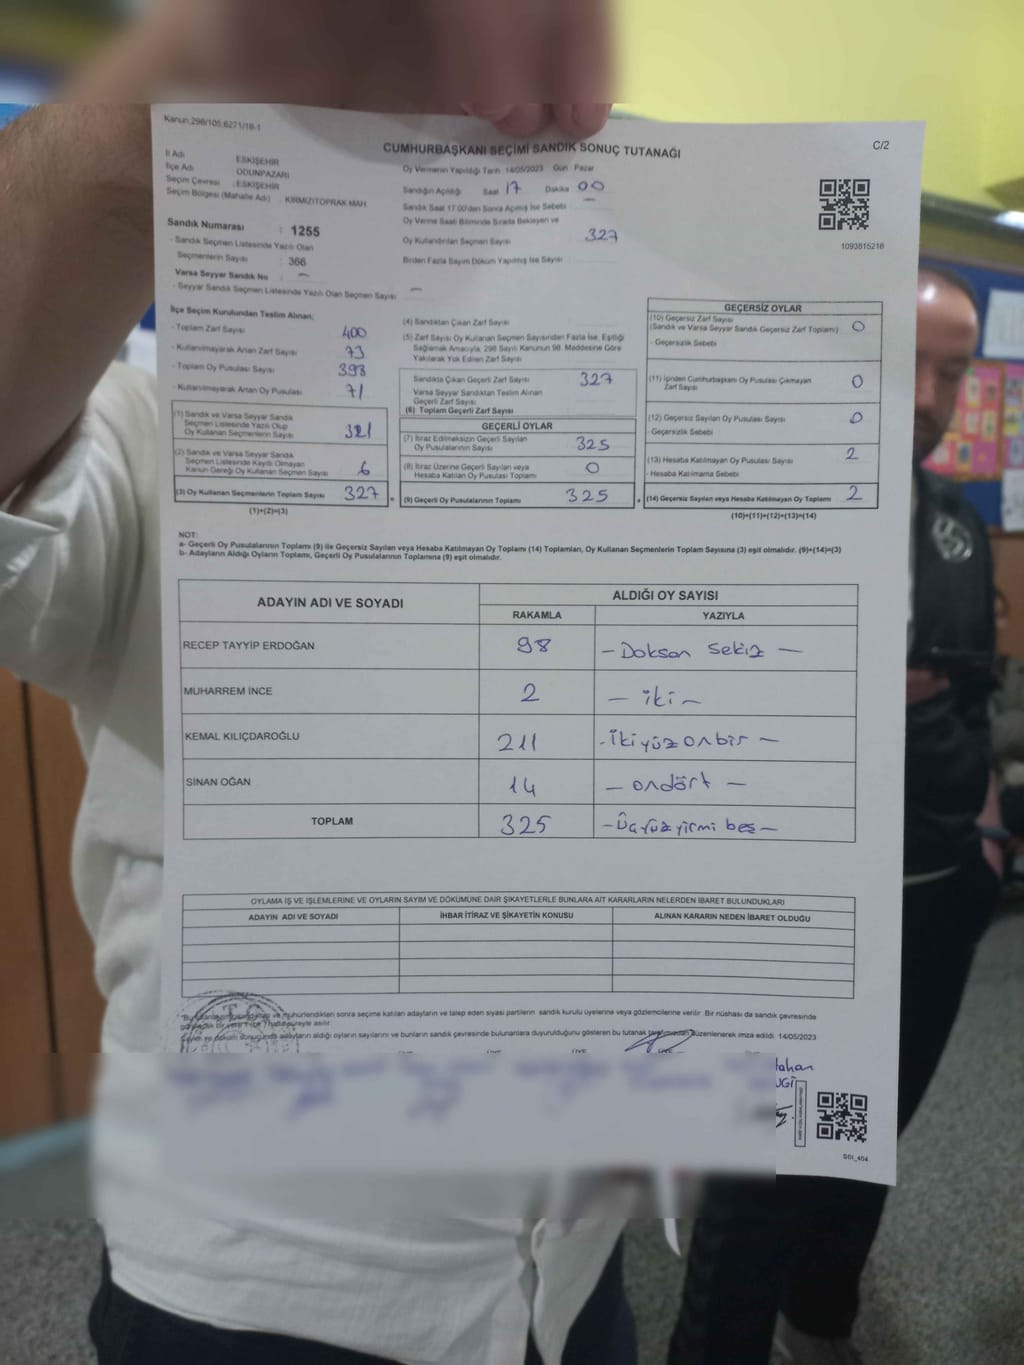 Kanun:298/105,6271/18-1
CUMHURBAŞKANI SEÇİMİ SANDIK SONUÇ TUTANAĞI
C/2
İl Adı : ESKİŞEHİR
İlçe Adı : ODUNPAZARI
Seçim Çevresi : ESKİŞEHİR
Seçim Bölgesi (Mahalle Adı) : KIRMIZITOPRAK MAH.
Sandık Numarası : 1255
- Sandık Seçmen Listesinde Yazılı Olan
Seçmenlerin Sayısı : 366
Varsa Seyyar Sandık No : —
- Seyyar Sandık Seçmen Listesinde Yazılı Olan Seçmen Sayısı : —
Oy Vermenin Yapıldığı Tarih : 14/05/2023 Gün : Pazar
Sandığın Açılışı : Saat 17 Dakika 00
Sandık Saat 17.00'den Sonra Açılmış İse Sebebi : —
Oy Verme Saati Bitiminde Sırada Bekleyen ve
Oy Kullandırılan Seçmen Sayısı : 327
Birden Fazla Sayım Döküm Yapılmış İse Sayısı :
1093815216
İlçe Seçim Kurulundan Teslim Alınan;
- Toplam Zarf Sayısı : 400
- Kullanılmayarak Artan Zarf Sayısı : 73
- Toplam Oy Pusulası Sayısı : 398
- Kullanılmayarak Artan Oy Pusulası : 71
(1) Sandık ve Varsa Seyyar Sandık
Seçmen Listesinde Yazılı Olup
Oy Kullanan Seçmenlerin Sayısı : 321
(2) Sandık ve Varsa Seyyar Sandık
Seçmen Listesinde Kayıtlı Olmayan
Kanun Gereği Oy Kullanan Seçmen Sayısı : 6
(3) Oy Kullanan Seçmenlerin Toplam Sayısı : 327
(1)+(2)=(3)
(4) Sandıktan Çıkan Zarf Sayısı :
(5) Zarf Sayısı Oy Kullanan Seçmen Sayısından Fazla İse, Eşitliği
Sağlamak Amacıyla, 298 Sayılı Kanunun 98. Maddesine Göre
Yakılarak Yok Edilen Zarf Sayısı :
Sandıkta Çıkan Geçerli Zarf Sayısı : 327
Varsa Seyyar Sandıktan Teslim Alınan
Geçerli Zarf Sayısı :
(6) Toplam Geçerli Zarf Sayısı :
GEÇERLİ OYLAR
(7) İtiraz Edilmeksizin Geçerli Sayılan
Oy Pusulalarının Sayısı : 325
(8) İtiraz Üzerine Geçerli Sayılan veya
Hesaba Katılan Oy Pusulası Toplamı : 0
(9) Geçerli Oy Pusulalarının Toplamı : 325
GEÇERSİZ OYLAR
(10) Geçersiz Zarf Sayısı
(Sandık ve Varsa Seyyar Sandık Geçersiz Zarf Toplamı) : 0
- Geçersizlik Sebebi :
(11) İçinden Cumhurbaşkanı Oy Pusulası Çıkmayan
Zarf Sayısı : 0
(12) Geçersiz Sayılan Oy Pusulası Sayısı : 0
- Geçersizlik Sebebi :
(13) Hesaba Katılmayan Oy Pusulası Sayısı : 2
- Hesaba Katılmama Sebebi :
(14) Geçersiz Sayılan veya Hesaba Katılmayan Oy Toplamı : 2
(10)+(11)+(12)+(13)=(14)
NOT:
a- Geçerli Oy Pusulalarının Toplamı (9) ile Geçersiz Sayılan veya Hesaba Katılmayan Oy Toplamı (14) Toplamları, Oy Kullanan Seçmenlerin Toplam Sayısına (3) eşit olmalıdır. (9)+(14)=(3)
b- Adayların Aldığı Oyların Toplamı, Geçerli Oy Pusulalarının Toplamına (9) eşit olmalıdır.
ADAYIN ADI VE SOYADI
ALDIĞI OY SAYISI
RAKAMLA YAZIYLA
RECEP TAYYİP ERDOĞAN 98 — Doksan Sekiz —
MUHARREM İNCE 2 — iki —
KEMAL KILIÇDAROĞLU 211 - İkiyüzonbir —
SİNAN OĞAN 14 — ondört —
TOPLAM 325 — Üçyüzyirmi beş —
OYLAMA İŞ VE İŞLEMLERİNE VE OYLARIN SAYIM VE DÖKÜMÜNE DAİR ŞİKAYETLERLE BUNLARA AİT KARARLARIN NELERDEN İBARET BULUNDUKLARI
ADAYIN ADI VE SOYADI İHBAR İTİRAZ VE ŞİKAYETİN KONUSU ALINAN KARARIN NEDEN İBARET OLDUĞU
ve mühürlendikten sonra seçime katılan adayların ve talep eden siyasi partilerin sandık kurulu üyelerine veya gözlemcilerine verilir. Bir nüshası da sandık çevresinde
süreyle asılır.
adayların aldığı oyların sayılarını ve bunların sandık çevresinde bulunanlara duyurulduğunu gösteren bu tutanak düzenlenerek imza edildi. 14/05/2023